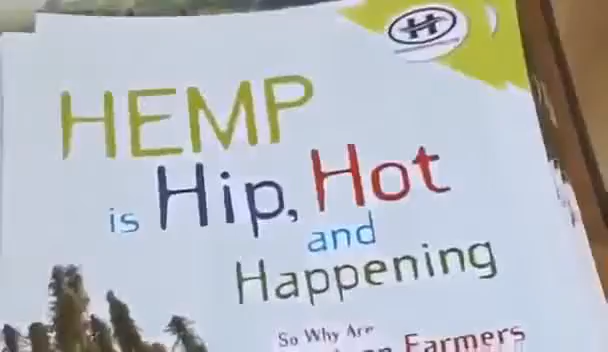 HEMP
is Hip, Hot
and
Happening
So Why Are
Farmers